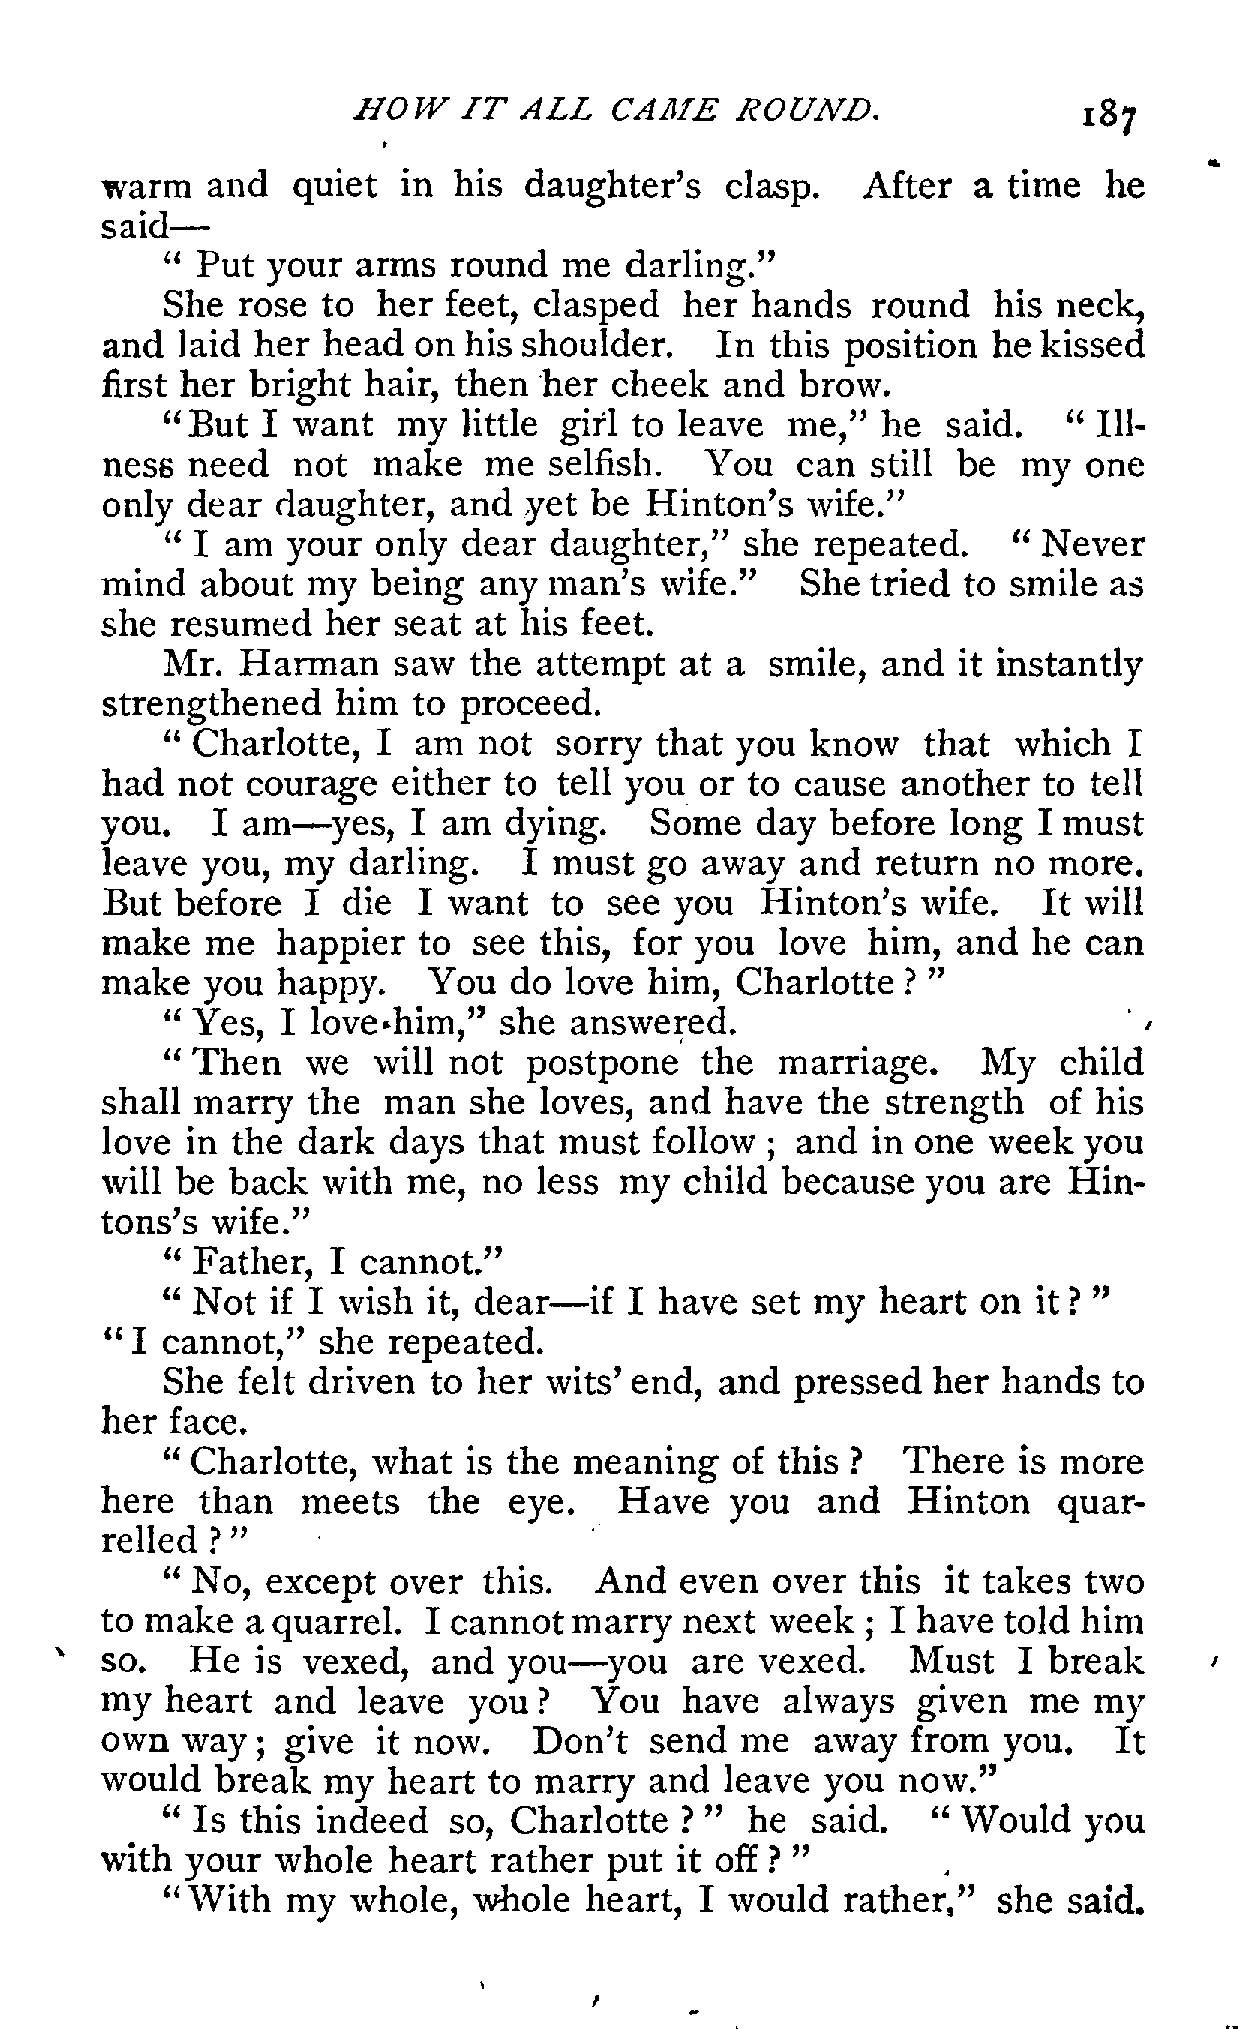 HOW IT ALL CAME ROUND. 187
warm and quiet in his daughter's clasp. After a time he
said—
" Put your arms round me darling."
She rose to her feet, clasped her hands round his neck,
and laid her head on his shoulder. In this position he kissed
first her bright hair, then her cheek and brow.
"But I want my little girl to leave me," he said. " Ill-
ness need not make me selfish. You can still be my one
only dear daughter, and yet be Hinton's wife."
" I am your only dear daughter," she repeated. " Never
mind about my being any man's wife." She tried to smile as
she resumed her seat at his feet.
Mr. Harman saw the attempt at a smile, and it instantly
strengthened him to proceed.
" Charlotte, I am not sorry that you know that which I
had not courage either to tell you or to cause another to tell
you. I am—yes, I am dying. Some day before long I must
leave you, my darling. I must go away and return no more.
But before I die I want to see you Hinton's wife. It will
make me happier to see this, for you love him, and he can
make you happy. You do love him, Charlotte ? "
" Yes, I love him," she answered.
" Then we will not postpone the marriage. My child
shall marry the man she loves, and have the strength of his
love in the dark days that must follow ; and in one week you
will be back with me, no less my child because you are Hin-
tons's wife."
" Father, I cannot."
" Not if I wish it, dear—if I have set my heart on it ? "
" I cannot," she repeated.
She felt driven to her wits' end, and pressed her hands to
her face.
" Charlotte, what is the meaning of this ? There is more
here than meets the eye. Have you and Hinton quar-
relled ? "
" No, except over this. And even over this it takes two
to make a quarrel. I cannot marry next week ; I have told him
so. He is vexed, and you—you are vexed. Must I break
my heart and leave you ? You have always given me my
own way ; give it now. Don't send me away from you. It
would break my heart to marry and leave you now."
" Is this indeed so, Charlotte ? " he said. " Would you
with your whole heart rather put it off ? "
" With my whole, whole heart, I would rather," she said.